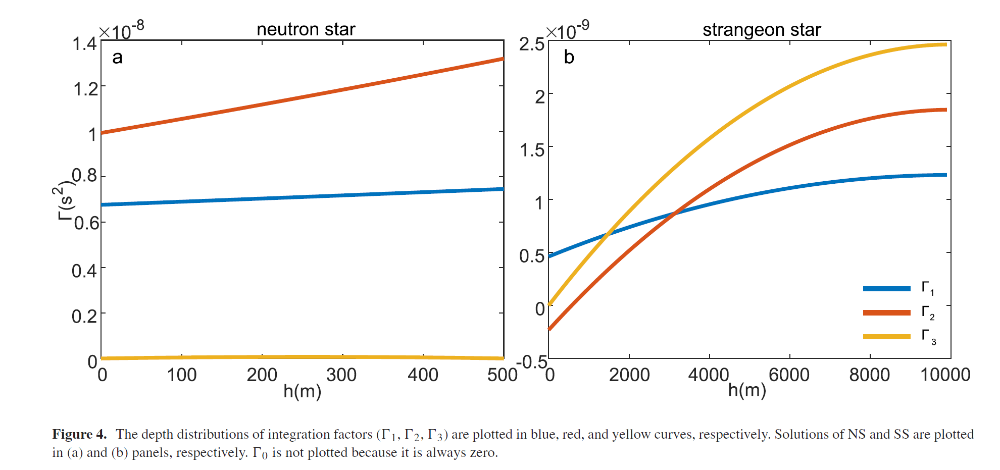 neutron star
×10-8
a
1.4
1.2
1
0.8
0.6
0.4
0.2
0
Γ(s2)
0 100 200 300 400 500
h(m)
strangeon star
×10-9
b
2.5
2
1.5
1
0.5
0
-0.5
0 2000 4000 6000 8000 10000
h(m)
Γ1
Γ2
Γ3
Figure 4. The depth distributions of integration factors (Γ1, Γ2, Γ3) are plotted in blue, red, and yellow curves, respectively. Solutions of NS and SS are plotted
in (a) and (b) panels, respectively. Γ0 is not plotted because it is always zero.